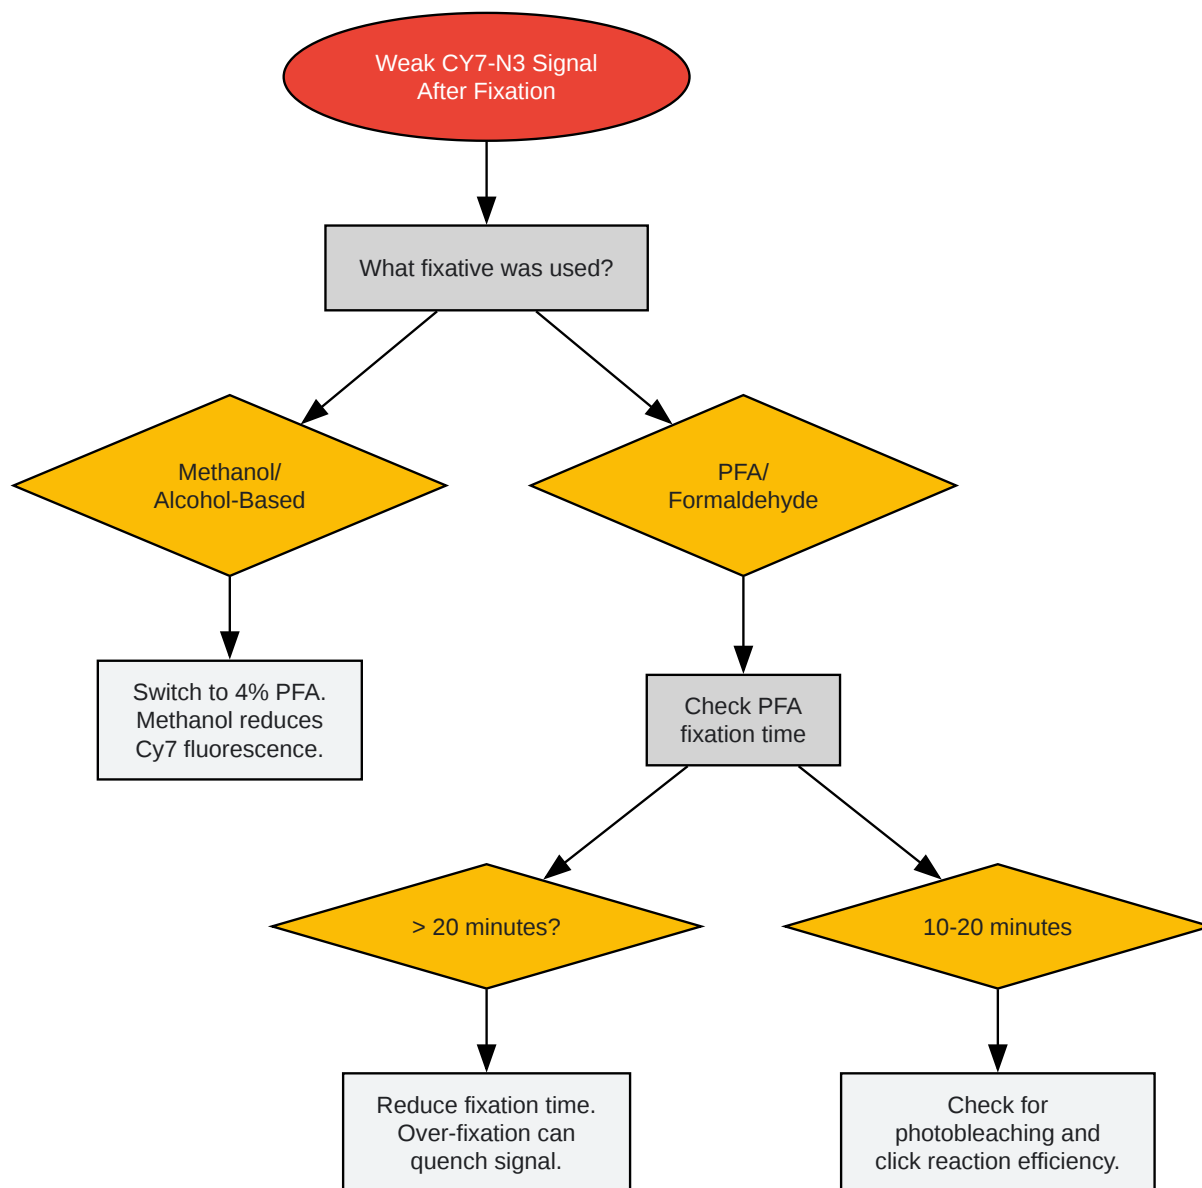 Weak CY7-N3 Signal
After Fixation
What fixative was used?
Methanol/
Alcohol-Based
PFA/
Formaldehyde
Switch to 4% PFA.
Methanol reduces
Cy7 fluorescence.
Check PFA
fixation time
> 20 minutes?
10-20 minutes
Reduce fixation time.
Over-fixation can
quench signal.
Check for
photobleaching and
click reaction efficiency.